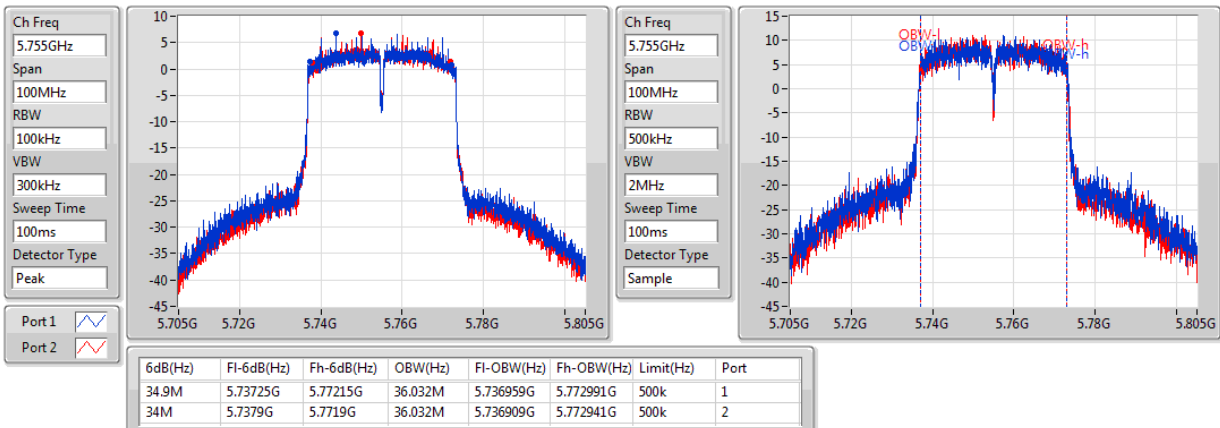 Ch Freq
5.755GHz
Span
100MHz
RBW
100kHz
VBW
300kHz
Sweep Time
100ms
Detector Type
Peak
Port 1
Port 2
10
5
0
-5
-10
-15
-20
-25
-30
-35
-40
-45
5.705G 5.72G 5.74G 5.76G 5.78G 5.805G
Ch Freq
5.755GHz
Span
100MHz
RBW
500kHz
VBW
2MHz
Sweep Time
100ms
Detector Type
Sample
15
10
5
0
-5
-10
-15
-20
-25
-30
-35
-40
-45
OBW-l
OBW-h
5.705G 5.72G 5.74G 5.76G 5.78G 5.805G
6dB(Hz) Fl-6dB(Hz) Fh-6dB(Hz) OBW(Hz) Fl-OBW(Hz) Fh-OBW(Hz) Limit(Hz) Port
34.9M 5.73725G 5.77215G 36.032M 5.736959G 5.772991G 500k 1
34M 5.7379G 5.7719G 36.032M 5.736909G 5.772941G 500k 2